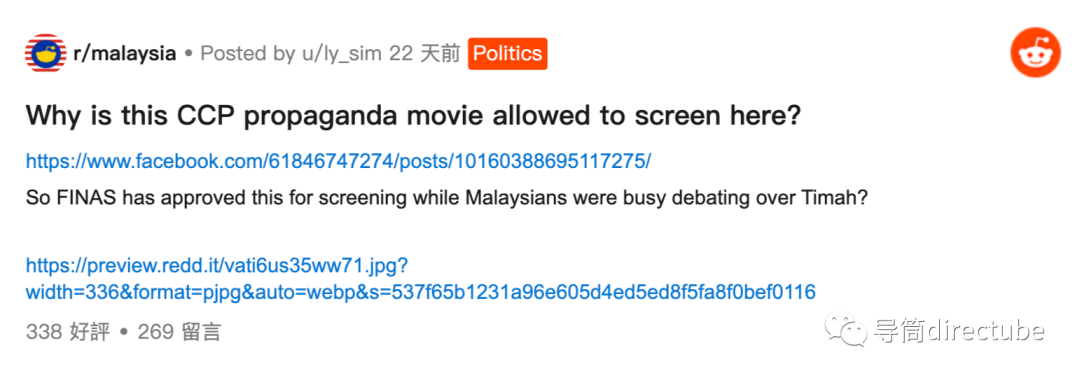 r/malaysia • Posted by u/ly_sim 22 天前 Politics
Why is this CCP propaganda movie allowed to screen here?
https://www.facebook.com/61846747274/posts/10160388695117275/
So FINAS has approved this for screening while Malaysians were busy debating over Timah?
https://preview.redd.it/vati6us35ww71.jpg?
width=336&format=pjpg&auto=webp&s=537f65b1231a96e605d4ed5ed8f5fa8f0bef0116
338 好評 • 269 留言
导筒directube